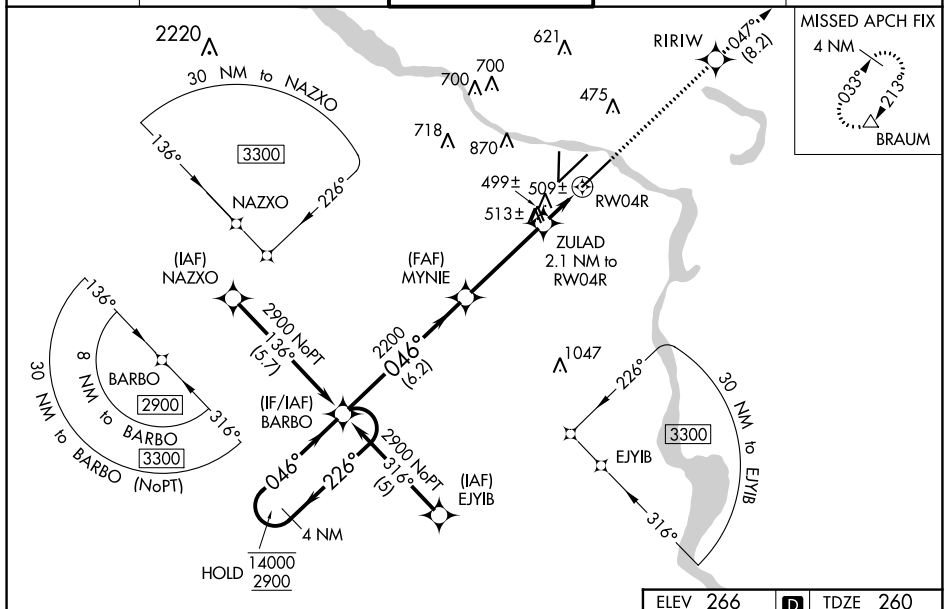 MISSED APCH FIX
4 NM
033°
213°
BRAUM
2220
621
RIRIW
047°
(8.2)
700
700
475
718
870
30 NM to NAZXO
136°
3300
226°
NAZXO
499±
509±
513±
RW04R
ZULAD
2.1 NM to
RW04R
(FAF)
MYNIE
(IAF)
NAZXO
2900 NoPT
136°
(5.7)
2200
046°
(6.2)
1047
136°
BARBO
2900
8 NM to BARBO
316°
3300
30 NM to BARBO
(NoPT)
(IF/IAF)
BARBO
046°
226°
2900 NoPT
316°
(5)
(IAF)
EJYIB
4 NM
HOLD
14000
2900
226°
30 NM to EJYIB
3300
EJYIB
316°
ELEV 266
D
TDZE 260